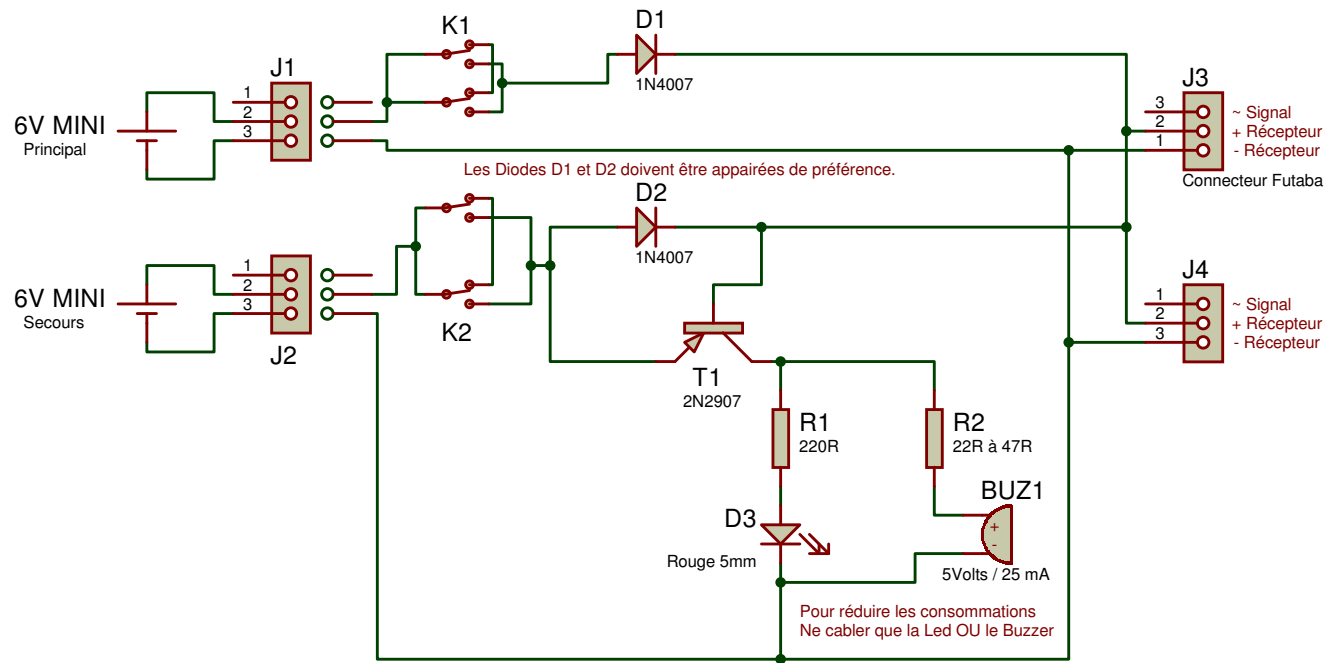 K1
D1
1N4007
J1
1
2
3
6V MINI
Principal
J3
3
2
1
~ Signal
+ Récepteur
- Récepteur
Connecteur Futaba
Les Diodes D1 et D2 doivent être appairées de préférence.
D2
1N4007
J2
1
2
3
6V MINI
Secours
K2
J4
1
2
3
~ Signal
+ Récepteur
- Récepteur
T1
2N2907
R1
220R
R2
22R à 47R
D3
Rouge 5mm
BUZ1
+
-
5Volts / 25 mA
Pour réduire les consommations
Ne cabler que la Led OU le Buzzer